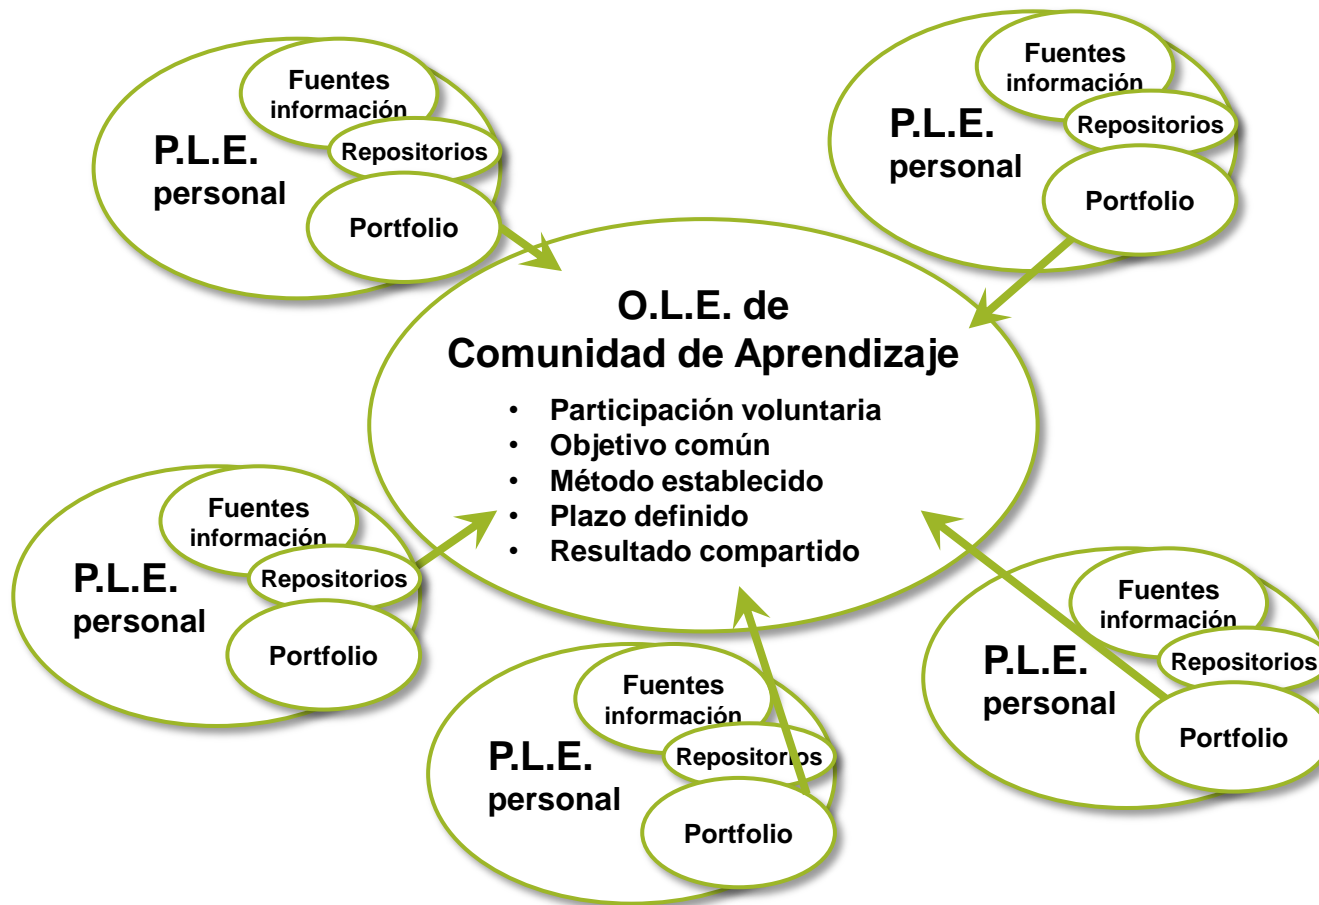 Fuentes
información
Repositorios
P.L.E.
personal
Portfolio
Fuentes
información
Repositorios
P.L.E.
personal
Portfolio
O.L.E. de
Comunidad de Aprendizaje
• Participación voluntaria
• Objetivo común
• Método establecido
• Plazo definido
• Resultado compartido
Fuentes
información
Repositorios
P.L.E.
personal
Portfolio
Fuentes
información
Repositorios
P.L.E.
personal
Portfolio
Fuentes
información
Repositorios
P.L.E.
personal
Portfolio